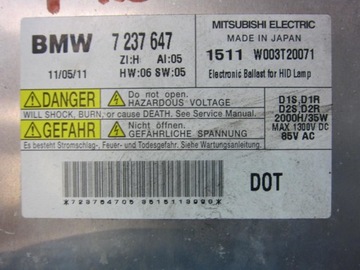 BMW 7 237 647
ZI:H AI:05
11/05/11 HW:06 SW:05
MITSUBISHI ELECTRIC
MADE IN JAPAN
1511 W003T20071
Electronic Ballast for HID Lamp
DANGER Do not open.
HAZARDOUS VOLTAGE
WILL SHOCK, BURN, or cause DEATH. See Service Manual.
GEFAHR Nicht öffnen.
GEFÄHRLICHE SPANNUNG
Es besteht Stromschlag-, Feuer- und Todesgefahr. Siehe Wartungsanleitung.
D1S,D1R
D2S,D2R
2000H/35W
MAX 1300V DC
85V AC
DOT